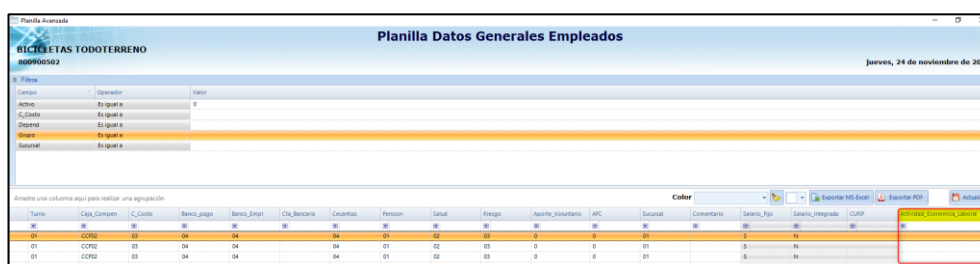 Planilla Avanzada
Planilla Datos Generales Empleados
BICICLETAS TODOTERRENO
800900502
jueves, 24 de noviembre de 20
Filtros
Campo Operador Valor
Activo Es igual a 0
C_Costo Es igual a
Depend Es igual a
Grupo Es igual a
Sucursal Es igual a
Arrastre una columna aquí para realizar una agrupación Color Exportar MS-Excel Exportar PDF Actuali
Turno Caja_Compen C_Costo Banco_pago Banco_Empl Cta_Bancaria Cesantias Pension Salud Riesgo Aporte_Voluntario AFC Sucursal Comentario Salario_Fijo Salario_Integrado CURP Actividad_Economica_Laboral
01 CCF02 03 04 04 04 01 02 03 0 0 01 S N
01 CCF02 03 04 04 04 01 02 03 0 0 01 S N
01 CCF02 03 04 04 04 01 02 03 0 0 01 S N